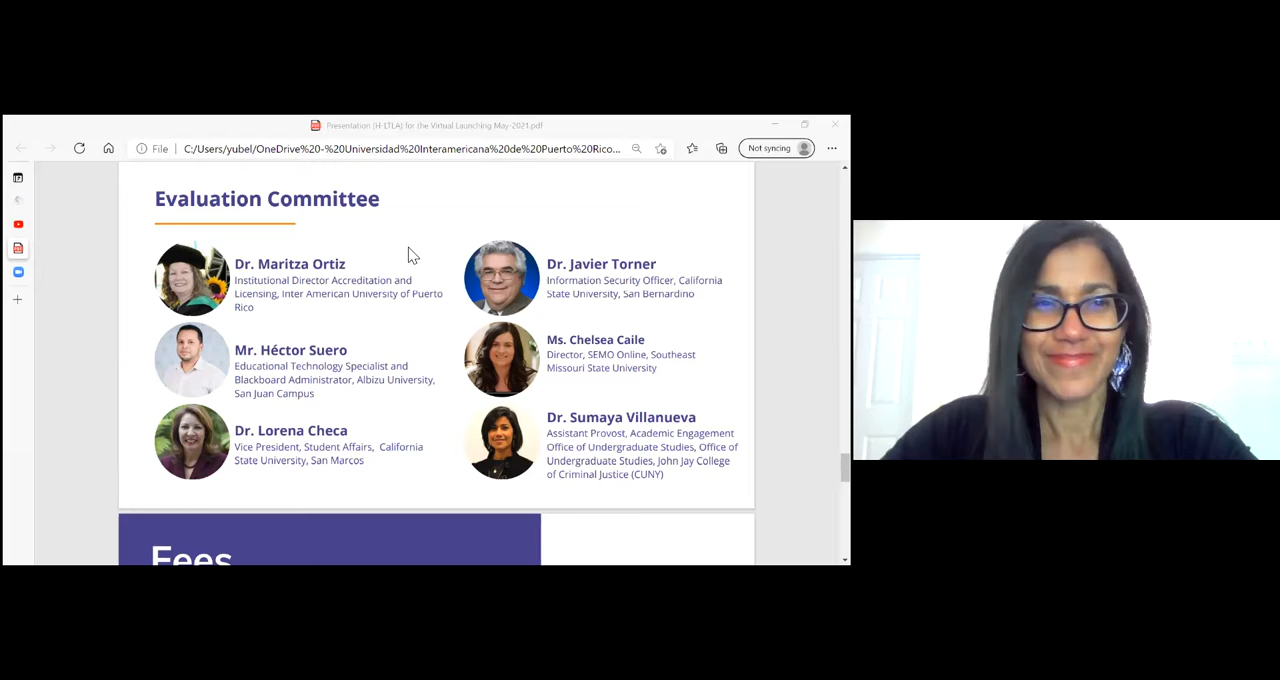 Presentation (H-LTLA) for the Virtual Launching May-2021.pdf
File
C:/Users/yubel/OneDrive%20-%20Universidad%20Interamericana%20de%20Puerto%20Rico...
Not syncing
Evaluation Committee
Dr. Maritza Ortiz
Institutional Director Accreditation and
Licensing, Inter American University of Puerto
Rico
Dr. Javier Torner
Information Security Officer, California
State University, San Bernardino
Mr. Héctor Suero
Educational Technology Specialist and
Blackboard Administrator, Albizu University,
San Juan Campus
Ms. Chelsea Caile
Director, SEMO Online, Southeast
Missouri State University
Dr. Lorena Checa
Vice President, Student Affairs, California
State University, San Marcos
Dr. Sumaya Villanueva
Assistant Provost, Academic Engagement
Office of Undergraduate Studies, Office of
Undergraduate Studies, John Jay College
of Criminal Justice (CUNY)
Fees